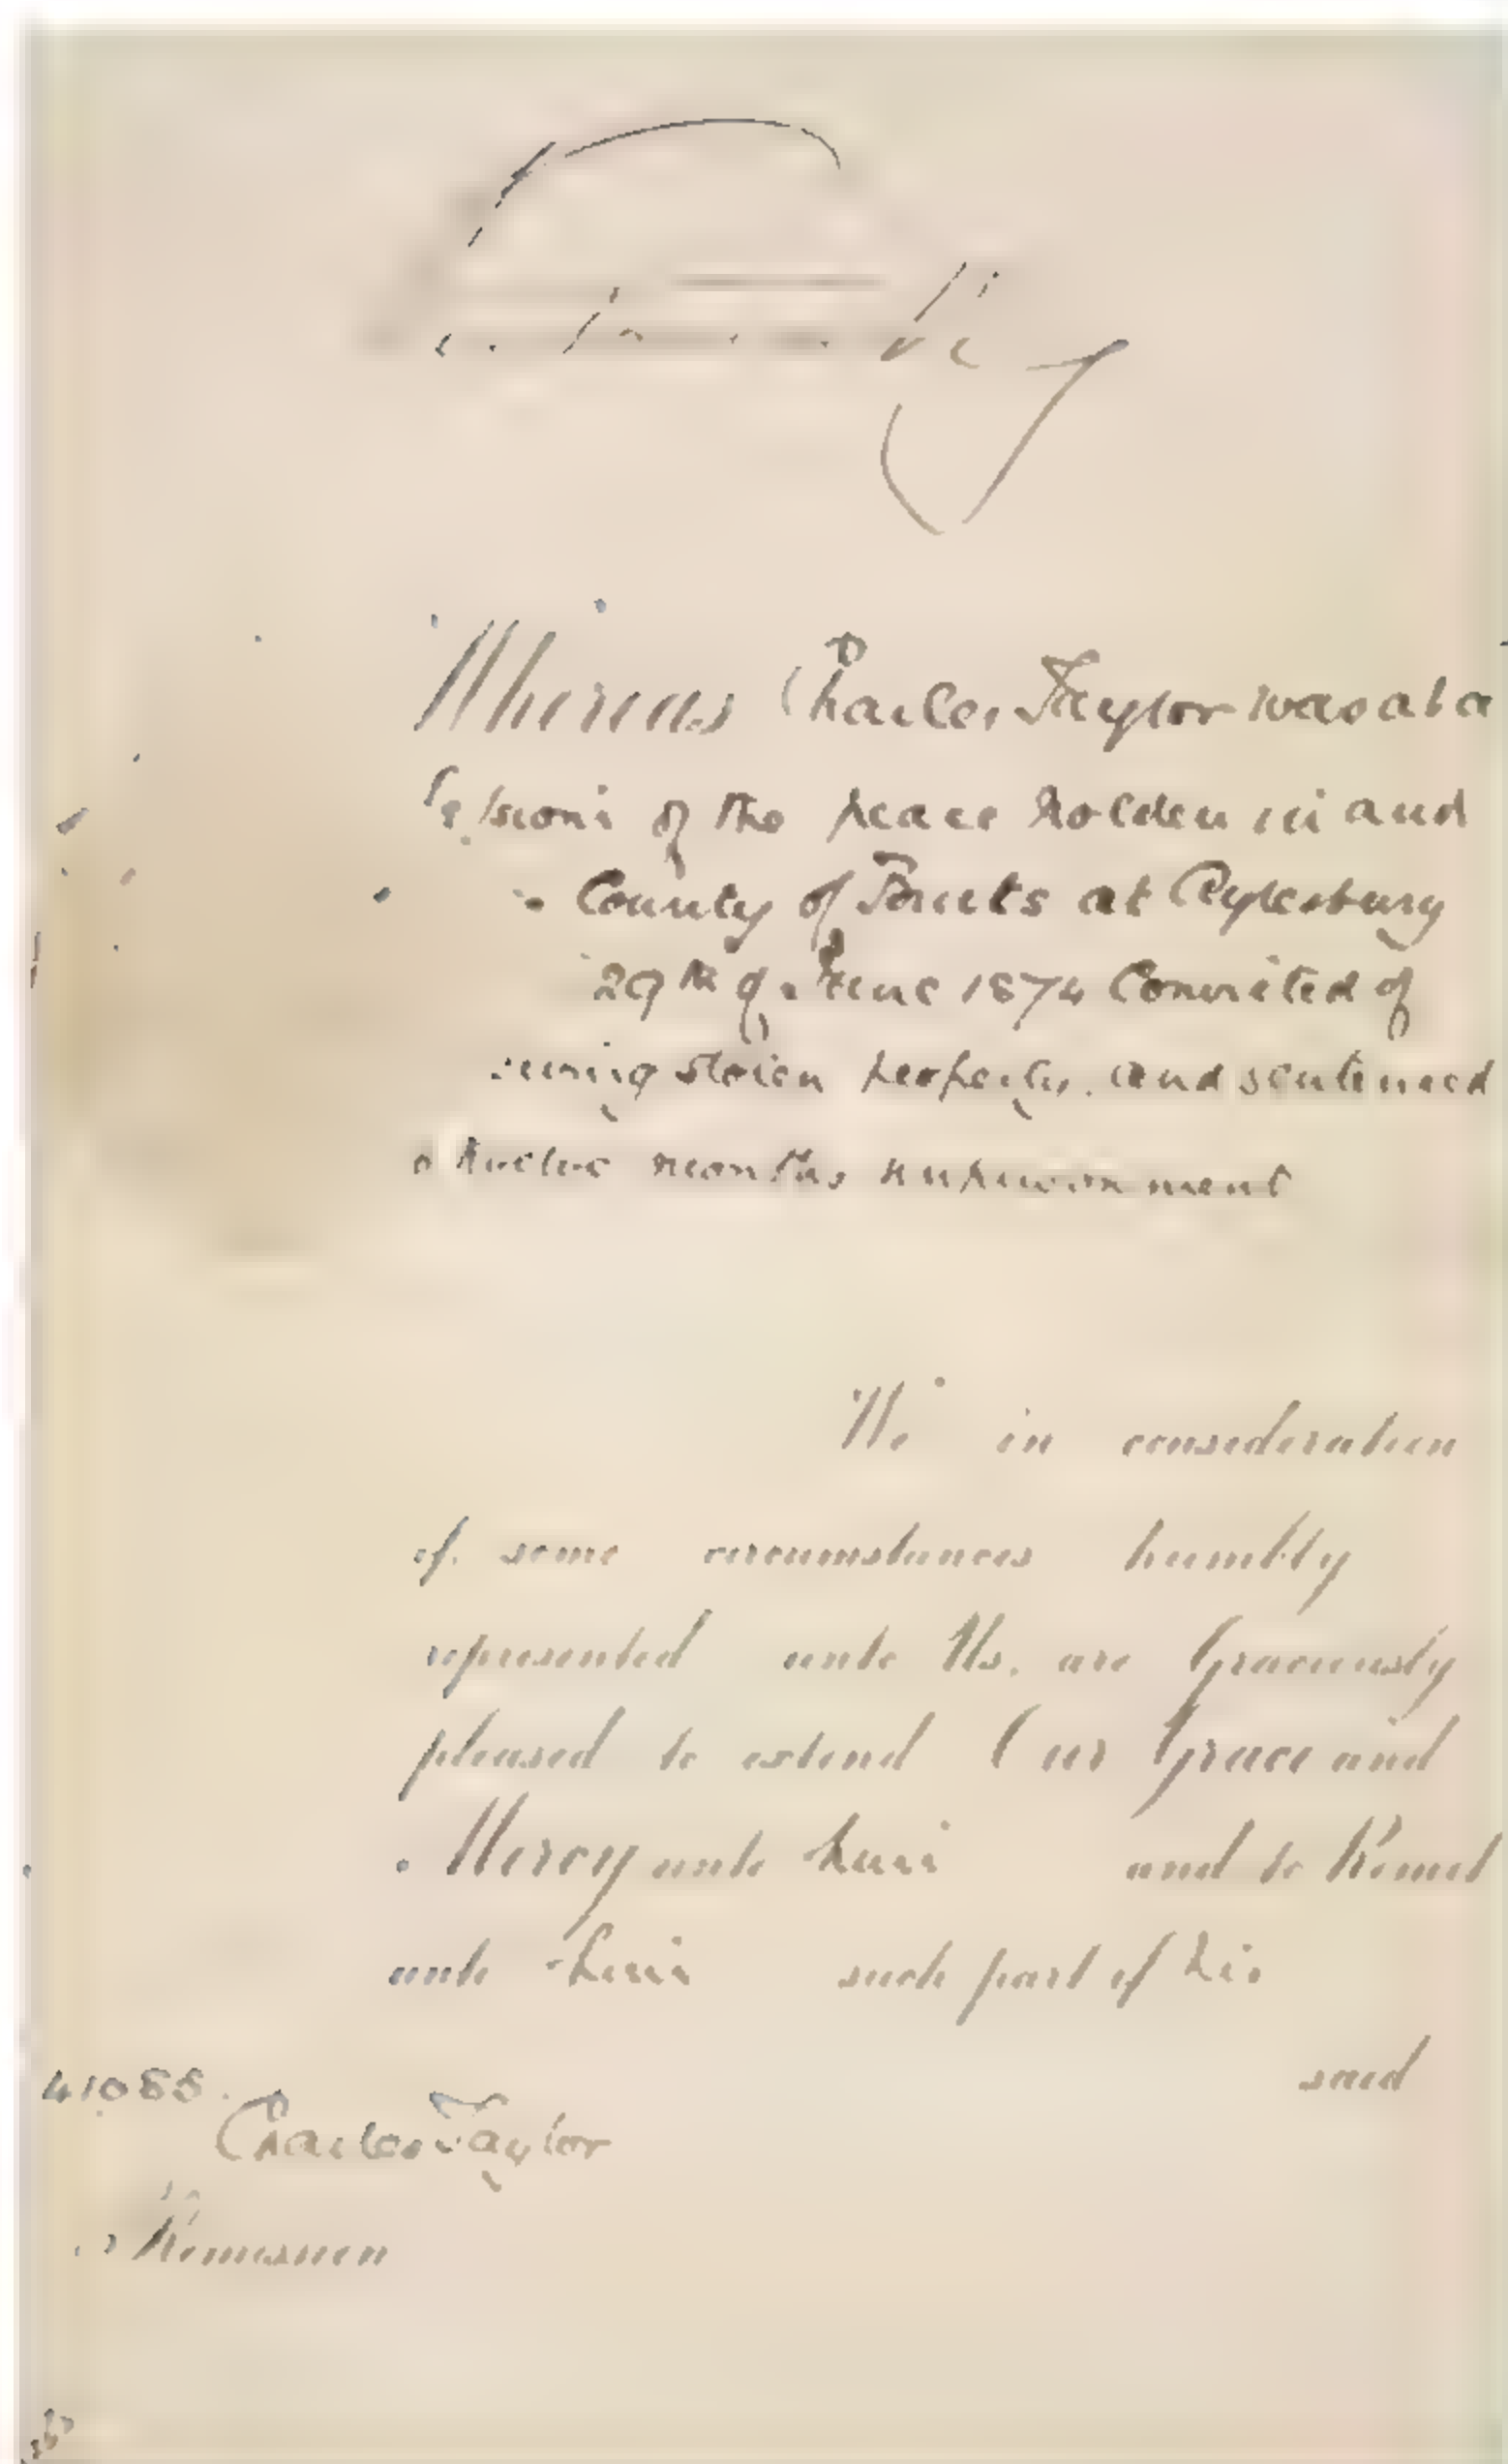 Whereas Charles Taylor was at a
Sessions of the peace holden in and
County of Bucks at Aylesbury
29th of June 1874 Convicted of
stolen and sentenced
twelve months imprisonment
We in consideration
of some circumstances humbly
represented unto Us, are Graciously
pleased to extend Our Grace and
Mercy unto him and to Remit
unto him such part of his
said
41088.
Charles Taylor
Remission